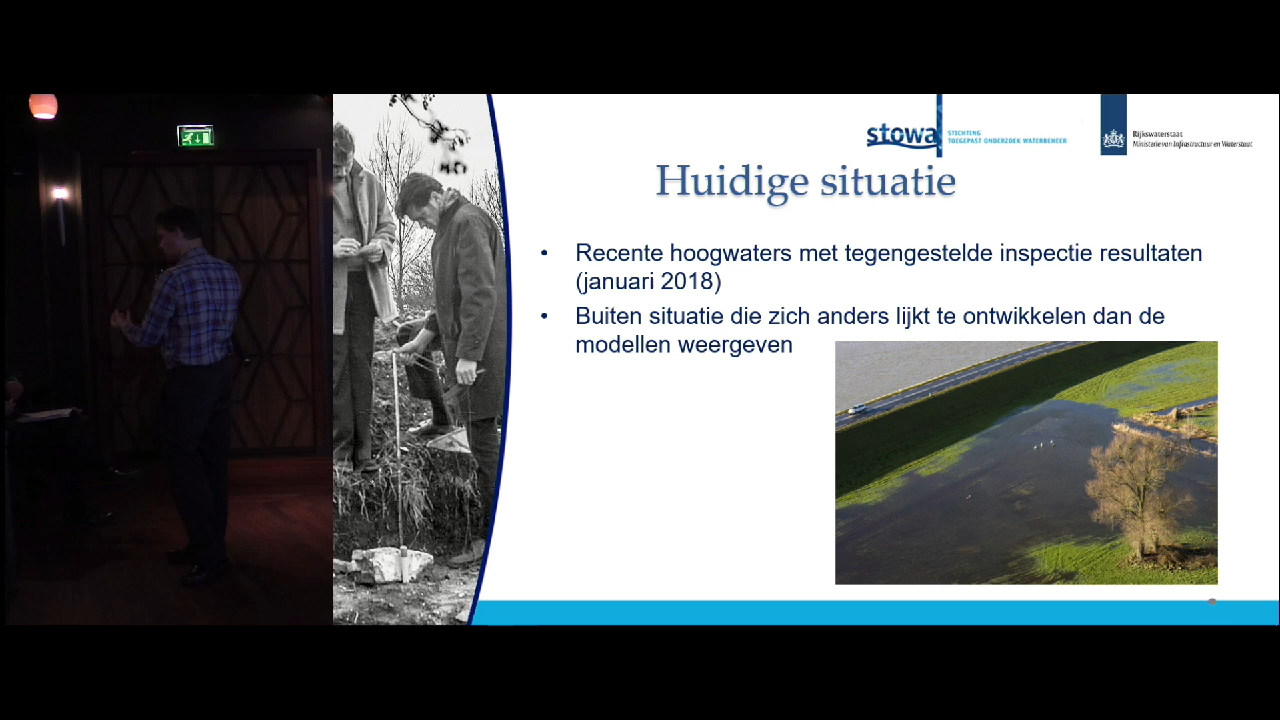 stowa
STICHTING
TOEGEPAST ONDERZOEK WATERBEHEER
Rijkswaterstaat
Ministerie van Infrastructuur en Waterstaat
Huidige situatie
• Recente hoogwaters met tegengestelde inspectie resultaten
(januari 2018)
• Buiten situatie die zich anders lijkt te ontwikkelen dan de
modellen weergeven